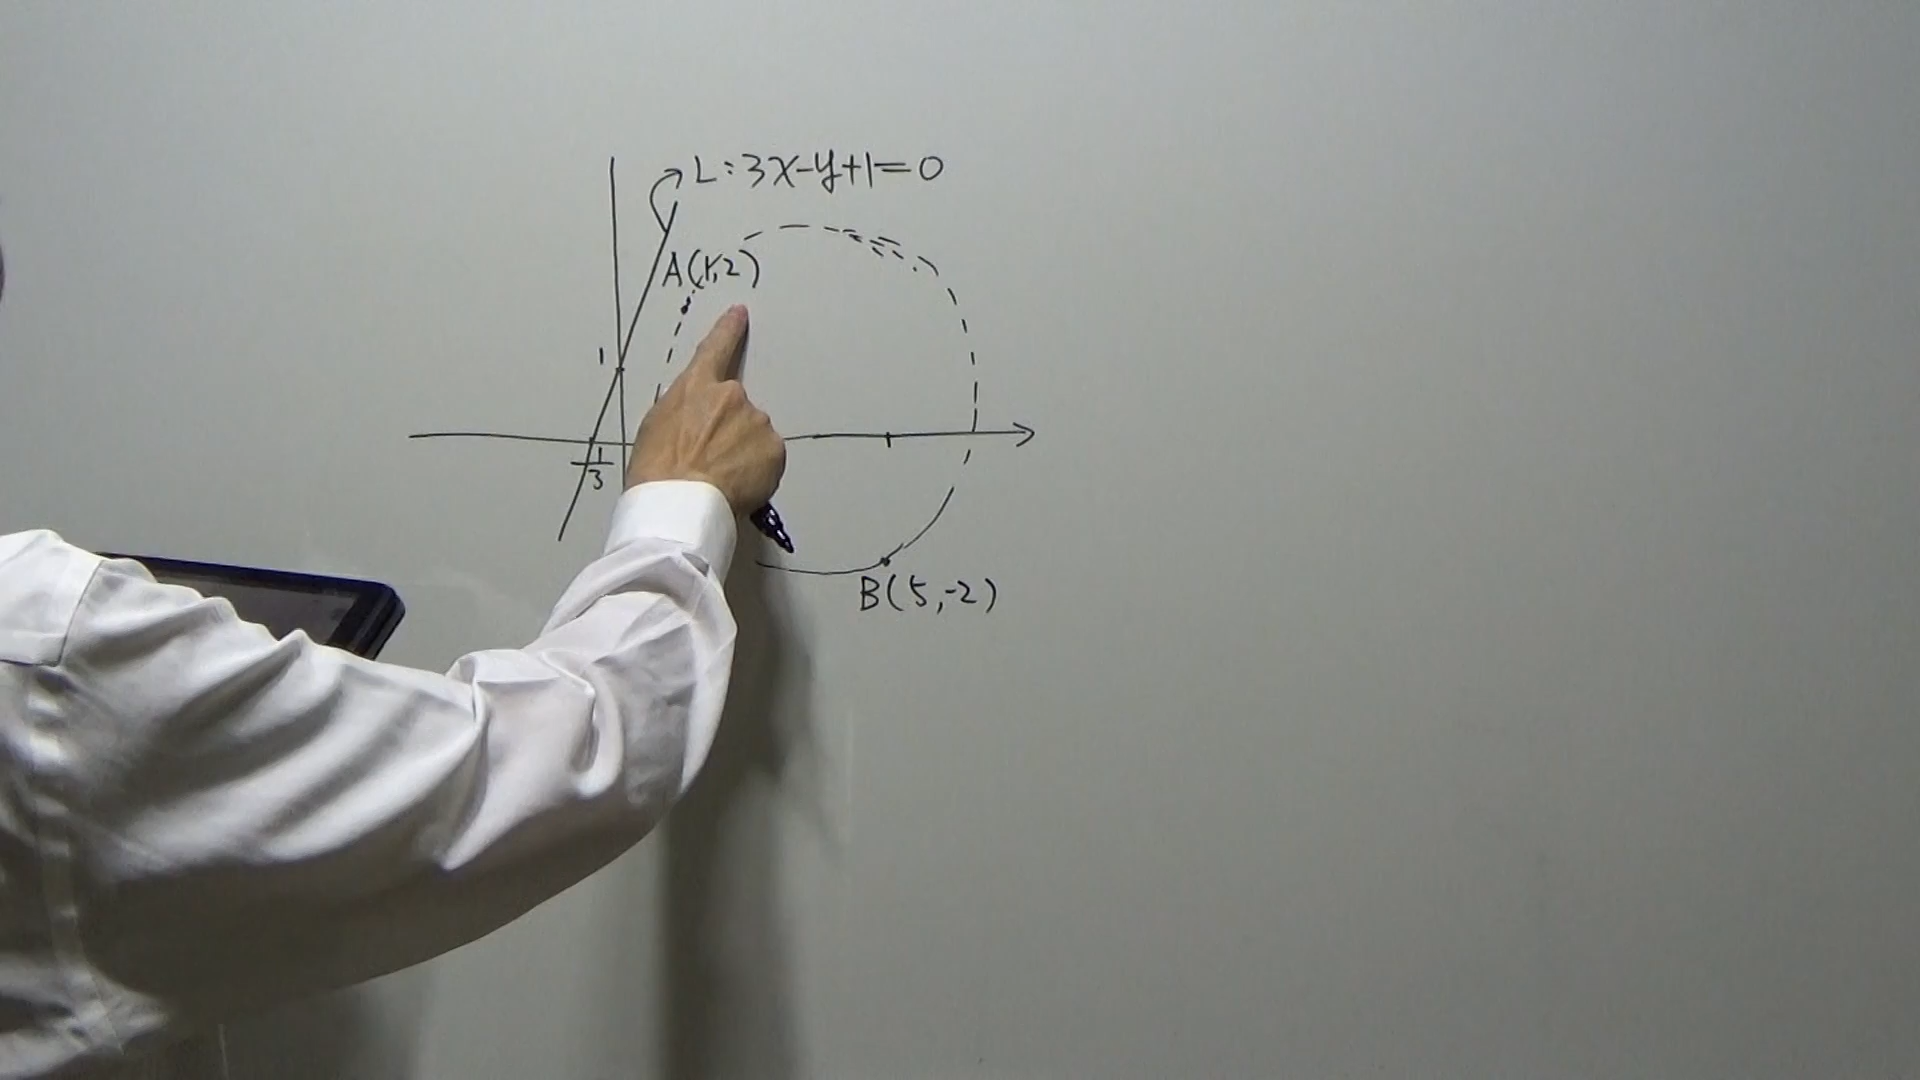 L:3x-y+1=0
A(1,2)
1
1/3
B(5,-2)